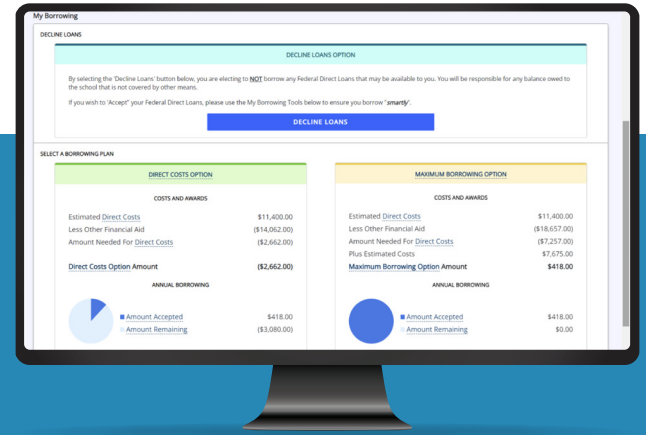 My Borrowing
DECLINE LOANS
DECLINE LOANS OPTION
By selecting the 'Decline Loans' button below, you are electing to NOT borrow any Federal Direct Loans that may be available to you. You will be responsible for any balance owed to
the school that is not covered by other means.
If you wish to 'Accept" your Federal Direct Loans, please use the My Borrowing Tools below to ensure you borrow "smartly".
DECLINE LOANS
SELECT A BORROWING PLAN
DIRECT COSTS OPTION
COSTS AND AWARDS
Estimated Direct Costs $11,400.00
Less Other Financial Aid ($14,062.00)
Amount Needed For Direct Costs ($2,662.00)
Direct Costs Option Amount ($2,662.00)
ANNUAL BORROWING
Amount Accepted $418.00
Amount Remaining ($3,080.00)
MAXIMUM BORROWING OPTION
COSTS AND AWARDS
Estimated Direct Costs $11,400.00
Less Other Financial Aid ($18,657.00)
Amount Needed For Direct Costs ($7,257.00)
Plus Estimated Costs $7,675.00
Maximum Borrowing Option Amount $418.00
ANNUAL BORROWING
Amount Accepted $418.00
Amount Remaining $0.00